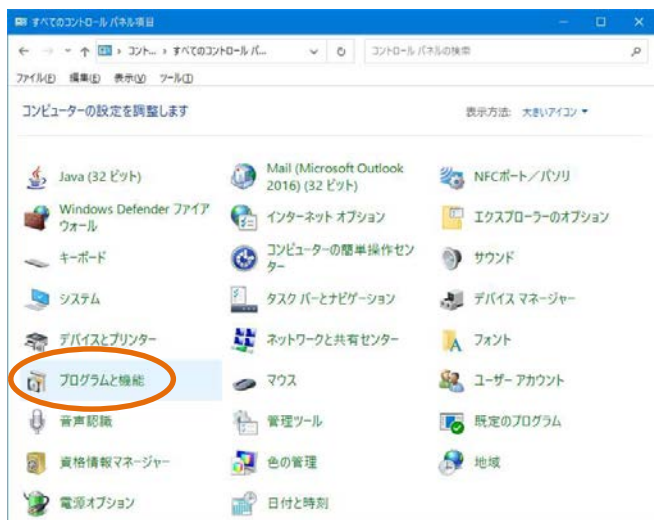 すべてのコントロール パネル項目
コント... › すべてのコントロール パ...
コントロール パネルの検索
ファイル(F) 編集(E) 表示(V) ツール(T)
コンピューターの設定を調整します
表示方法: 大きいアイコン
Java (32 ビット)
Mail (Microsoft Outlook
2016) (32 ビット)
NFCポート／パソリ
Windows Defender ファイア
ウォール
インターネット オプション
エクスプローラーのオプション
キーボード
コンピューターの簡単操作セン
ター
サウンド
システム
タスク バーとナビゲーション
デバイス マネージャー
デバイスとプリンター
ネットワークと共有センター
フォント
プログラムと機能
マウス
ユーザー アカウント
音声認識
管理ツール
既定のプログラム
資格情報マネージャー
色の管理
地域
電源オプション
日付と時刻